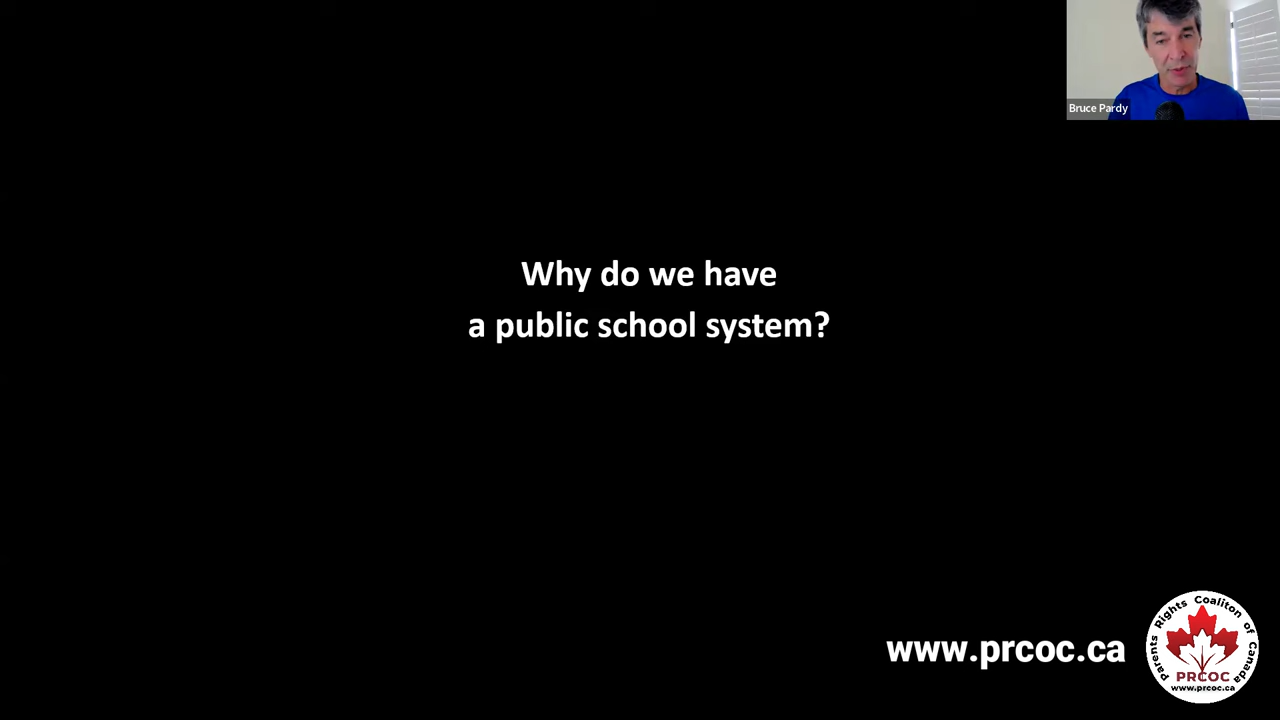 Bruce Pardy
Why do we have
a public school system?
www.prcoc.ca
Parents Rights Coaliton of Canada
PRCOC
www.prcoc.ca